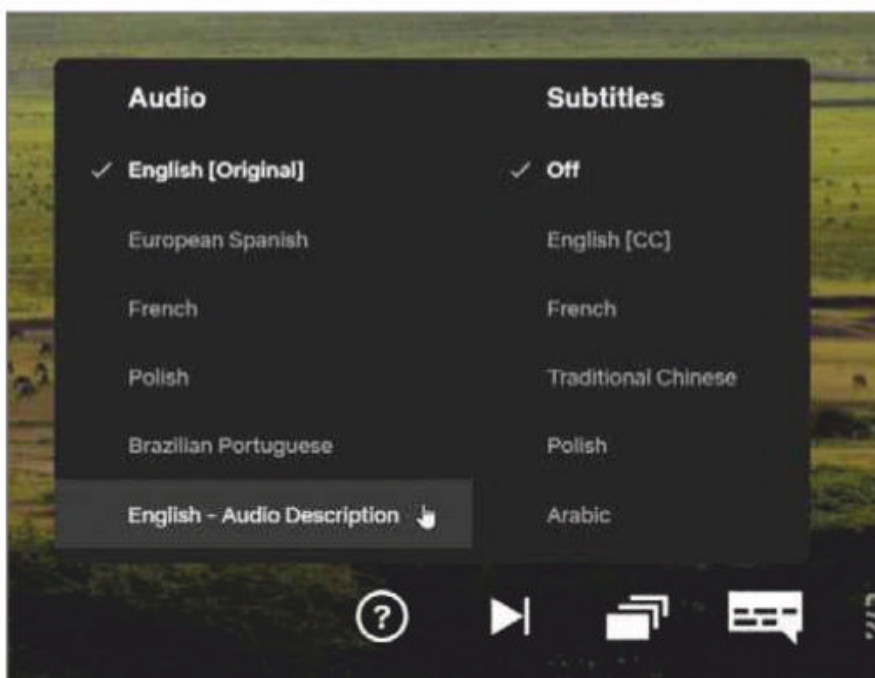 Audio
English [Original]
European Spanish
French
Polish
Brazilian Portuguese
English - Audio Description
Subtitles
Off
English [CC]
French
Traditional Chinese
Polish
Arabic
?